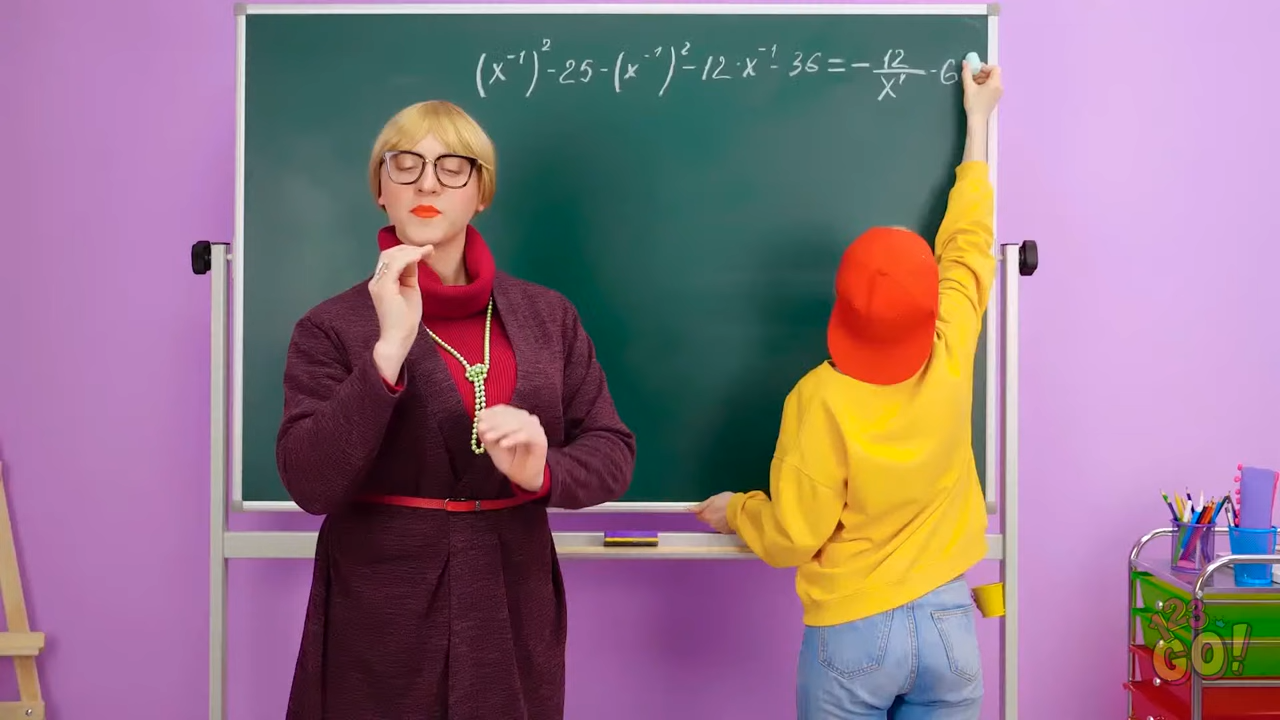 (x⁻¹)² - 25 - (x⁻¹)² - 12 · x⁻¹ - 36 = - 12/x¹ - 6
123 GO!